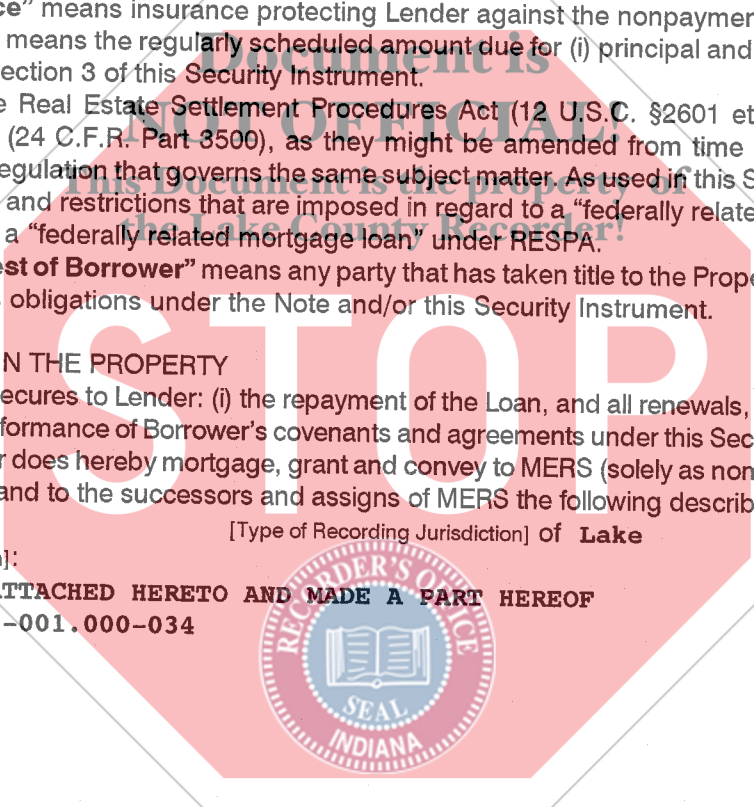 ce” means insurance protecting Lender against the nonpaymen
means the regularly scheduled amount due for (i) principal and
Document is
ection 3 of this Security Instrument.
e Real Estate Settlement Procedures Act (12 U.S.C. §2601 et
NOT OFFICIAL!
(24 C.F.R. Part 3500), as they might be amended from time
egulation that governs the same subject matter. As used in this S
This Document is the property of
and restrictions that are imposed in regard to a “federally relate
the Lake County Recorder!
a “federally related mortgage loan” under RESPA.
est of Borrower” means any party that has taken title to the Prope
obligations under the Note and/or this Security Instrument.
STOP
N THE PROPERTY
ecures to Lender: (i) the repayment of the Loan, and all renewals,
formance of Borrower's covenants and agreements under this Sec
r does hereby mortgage, grant and convey to MERS (solely as non
and to the successors and assigns of MERS the following describ
[Type of Recording Jurisdiction] of Lake
]:
ATTACHED HERETO AND MADE A PART HEREOF
-001.000-034
RECORDER'S OFFICE
SEAL
INDIANA